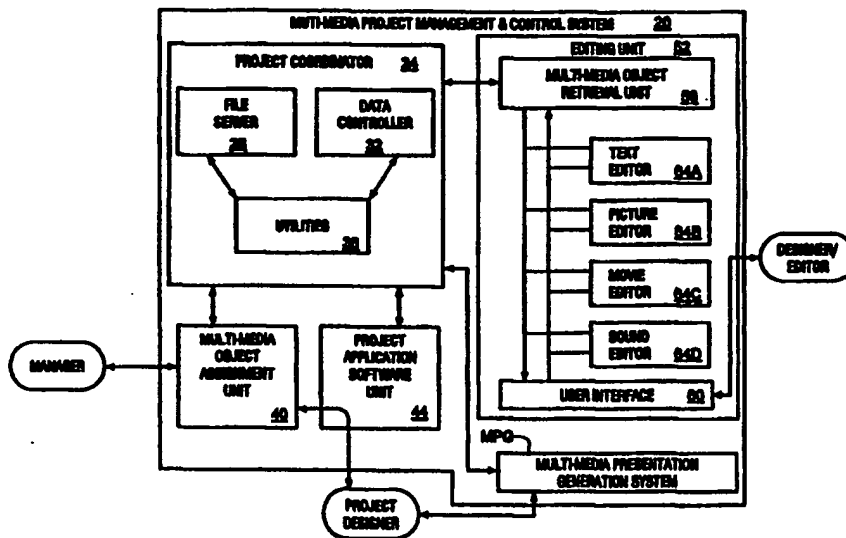 MUTI-MEDIA PROJECT MANAGEMENT & CONTROL SYSTEM 20
PROJECT COORDINATOR 24
FILE
SERVER
28
DATA
CONTROLLER
32
UTILITIES
36
EDITING UNIT 52
MULTI-MEDIA OBJECT
RETRIEVAL UNIT
56
TEXT
EDITOR 64A
PICTURE
EDITOR 64B
MOVIE
EDITOR 64C
SOUND
EDITOR 64D
USER INTERFACE 60
DESIGNER/
EDITOR
MANAGER
MULTI-MEDIA
OBJECT
ASSIGNMENT
UNIT
40
PROJECT
APPLICATION
SOFTWARE
UNIT
44
MPG
MULTI-MEDIA PRESENTATION
GENERATION SYSTEM
PROJECT
DESIGNER